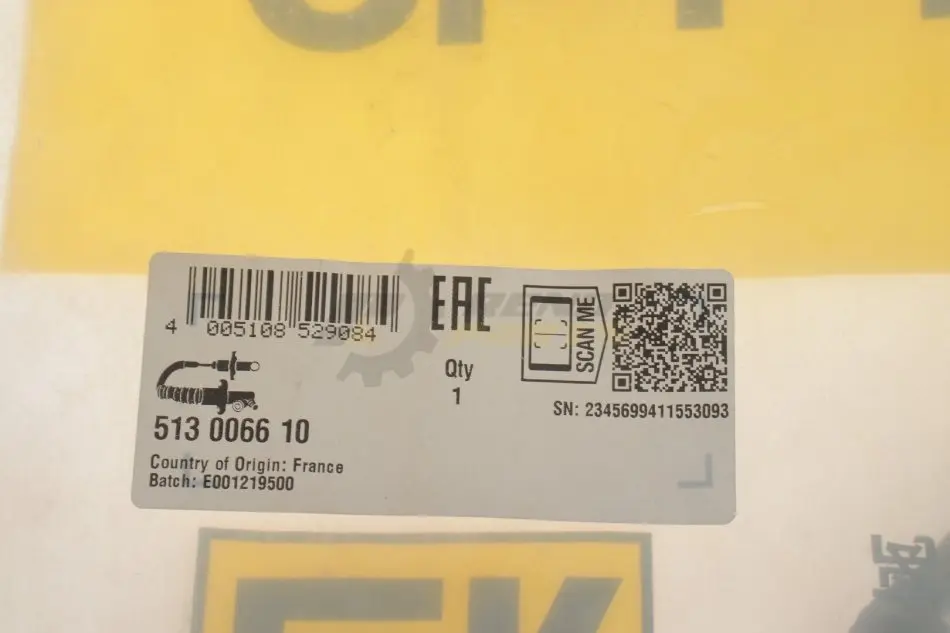 4 005108 529084
EAC
SCAN ME
Qty
1
SN: 2345699411553093
513 0066 10
Country of Origin: France
Batch: E001219500